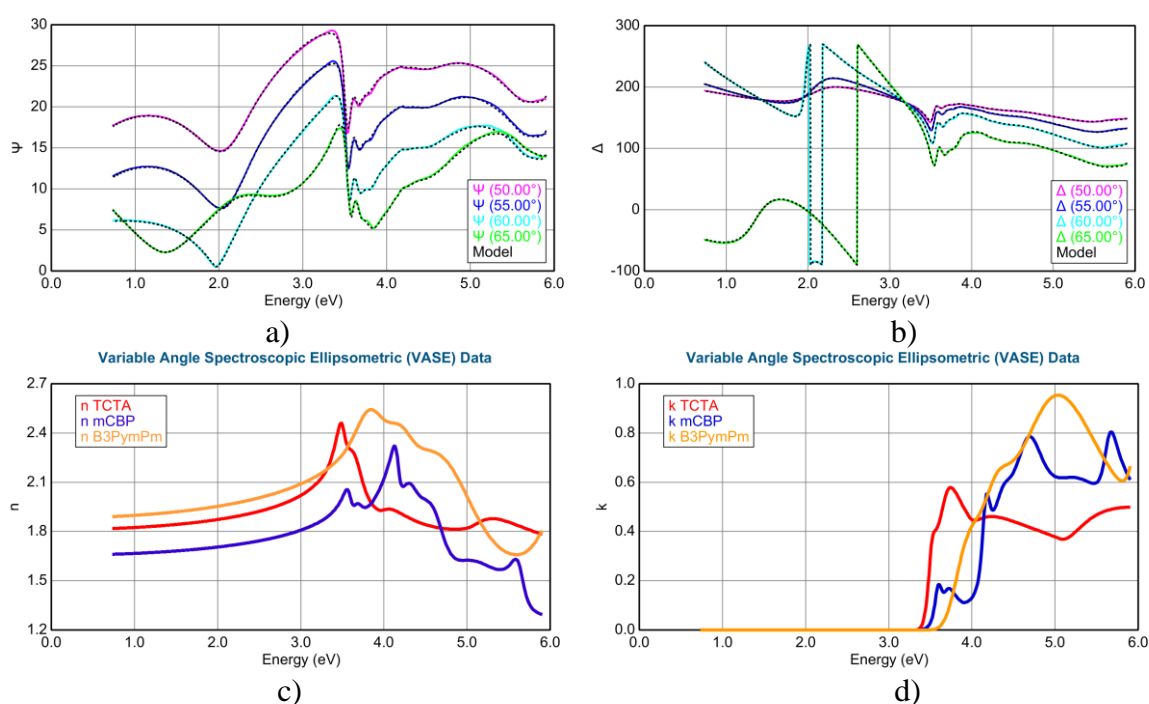 30
25
20
15
10
5
0
0.0 1.0 2.0 3.0 4.0 5.0 6.0
Ψ
Energy (eV)
Ψ (50.00°)
Ψ (55.00°)
Ψ (60.00°)
Ψ (65.00°)
Model
a)
300
200
100
0
-100
0.0 1.0 2.0 3.0 4.0 5.0 6.0
Δ
Energy (eV)
Δ (50.00°)
Δ (55.00°)
Δ (60.00°)
Δ (65.00°)
Model
b)
Variable Angle Spectroscopic Ellipsometric (VASE) Data
2.7
2.4
2.1
1.8
1.5
1.2
0.0 1.0 2.0 3.0 4.0 5.0 6.0
n
Energy (eV)
n TCTA
n mCBP
n B3PymPm
c)
Variable Angle Spectroscopic Ellipsometric (VASE) Data
1.0
0.8
0.6
0.4
0.2
0.0
0.0 1.0 2.0 3.0 4.0 5.0 6.0
k
Energy (eV)
k TCTA
k mCBP
k B3PymPm
d)